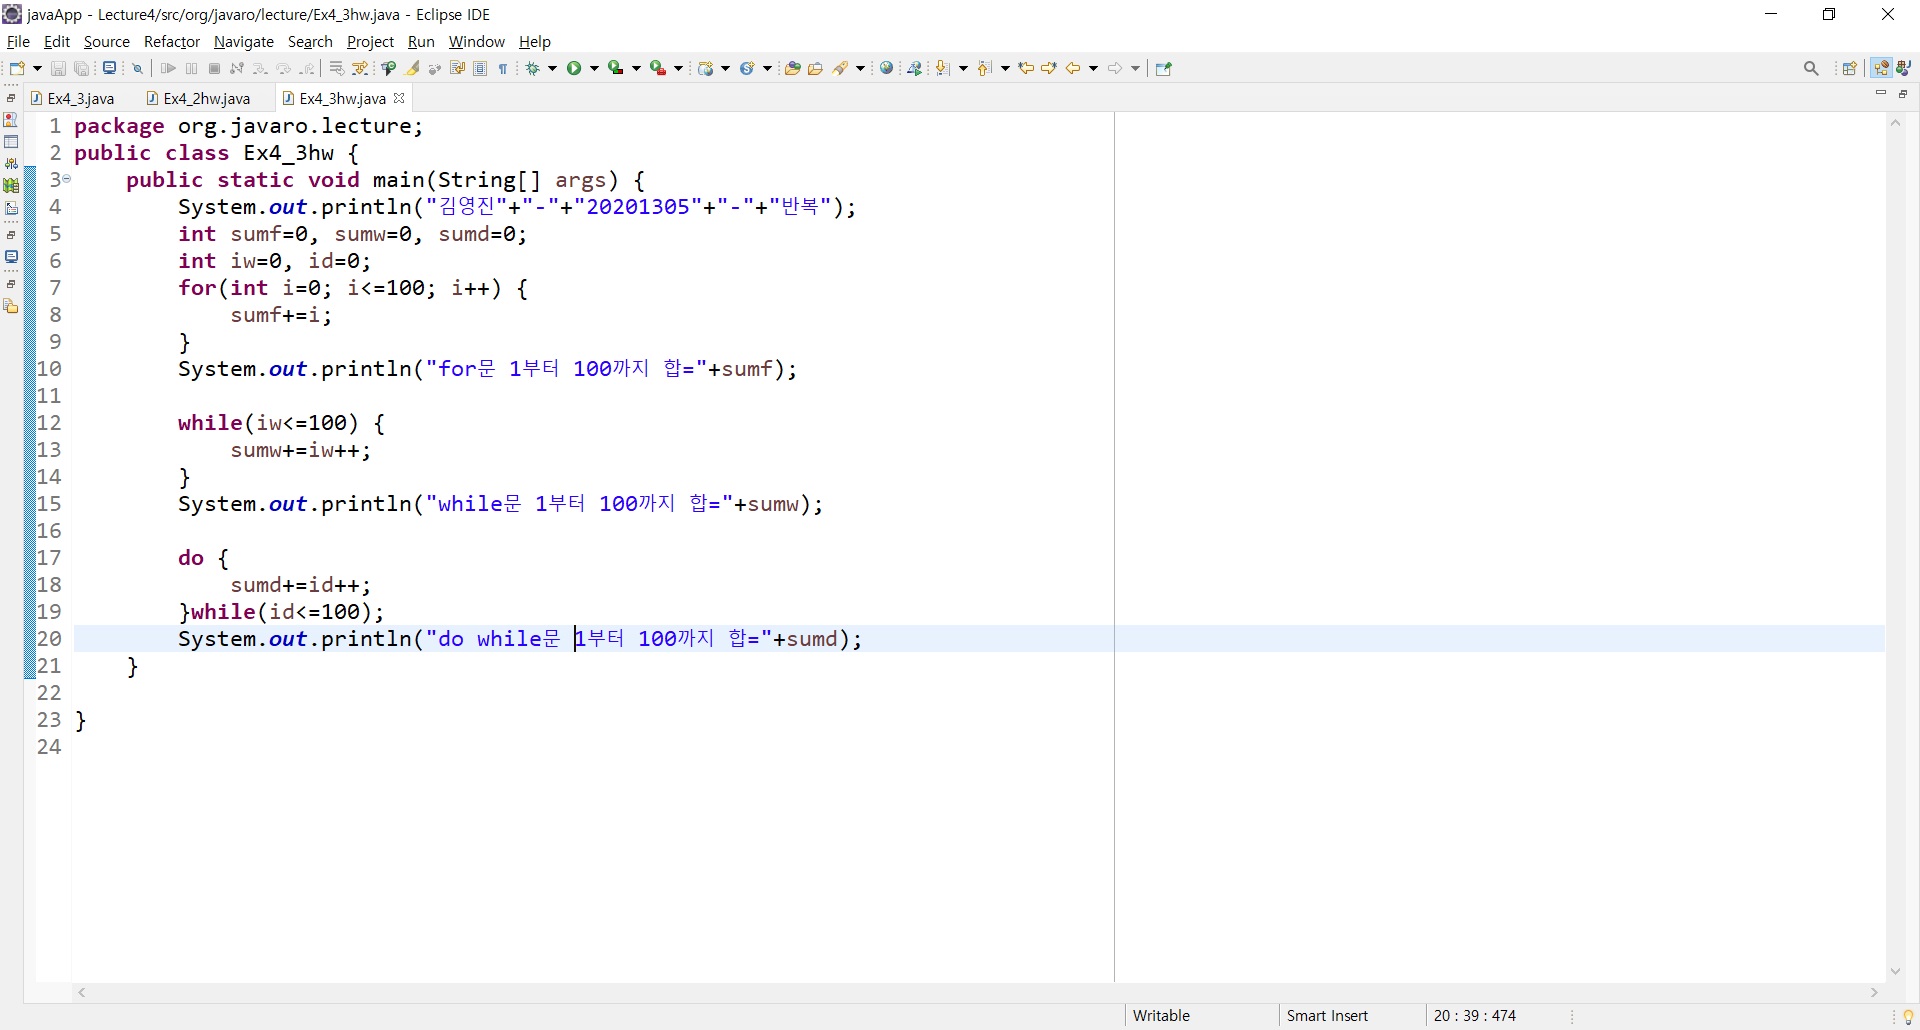 javaApp - Lecture4/src/org/javaro/lecture/Ex4_3hw.java - Eclipse IDE
File Edit Source Refactor Navigate Search Project Run Window Help
Ex4_3.java Ex4_2hw.java Ex4_3hw.java
1 package org.javaro.lecture;
2 public class Ex4_3hw {
3 public static void main(String[] args) {
4 System.out.println("김영진"+"-"+"20201305"+"-"+"반복");
5 int sumf=0, sumw=0, sumd=0;
6 int iw=0, id=0;
7 for(int i=0; i<=100; i++) {
8 sumf+=i;
9 }
10 System.out.println("for문 1부터 100까지 합="+sumf);
11
12 while(iw<=100) {
13 sumw+=iw++;
14 }
15 System.out.println("while문 1부터 100까지 합="+sumw);
16
17 do {
18 sumd+=id++;
19 }while(id<=100);
20 System.out.println("do while문 1부터 100까지 합="+sumd);
21 }
22
23 }
24
Writable Smart Insert 20 : 39 : 474